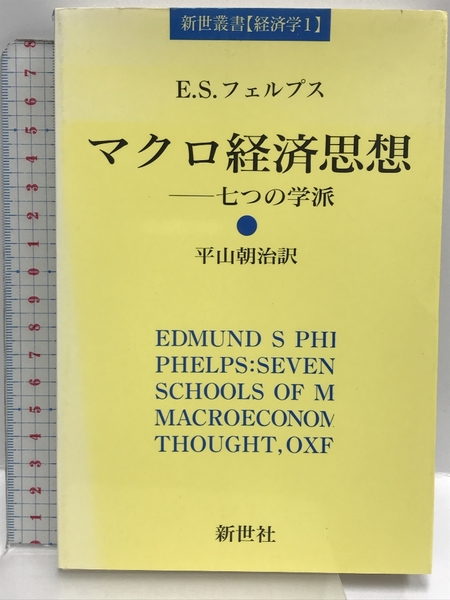 新世叢書【経済学1】
E.S.フェルプス
マクロ経済思想
──七つの学派
平山朝治訳
EDMUND S PHI
PHELPS:SEVEN
SCHOOLS OF M
MACROECONOM
THOUGHT,OXF
新世社